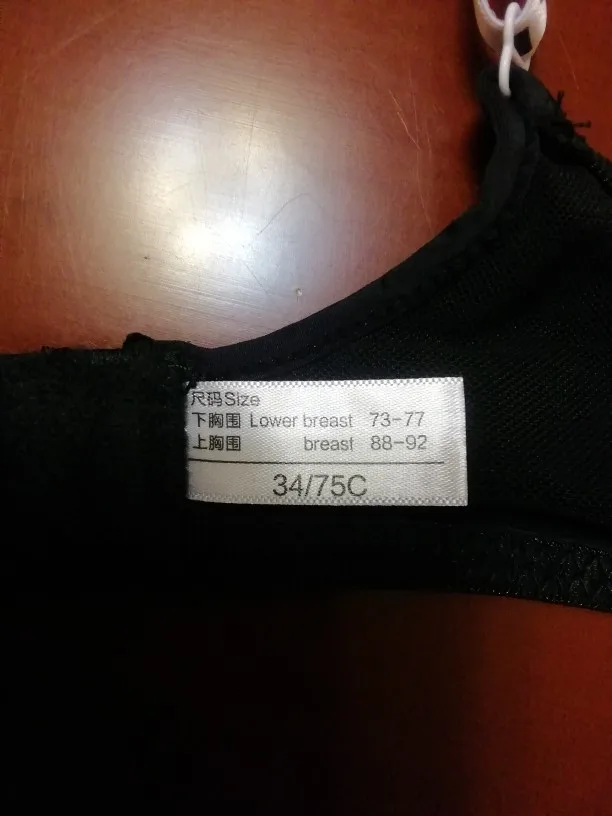 尺码Size
下胸围 Lower breast 73-77
上胸围 breast 88-92
34/75C